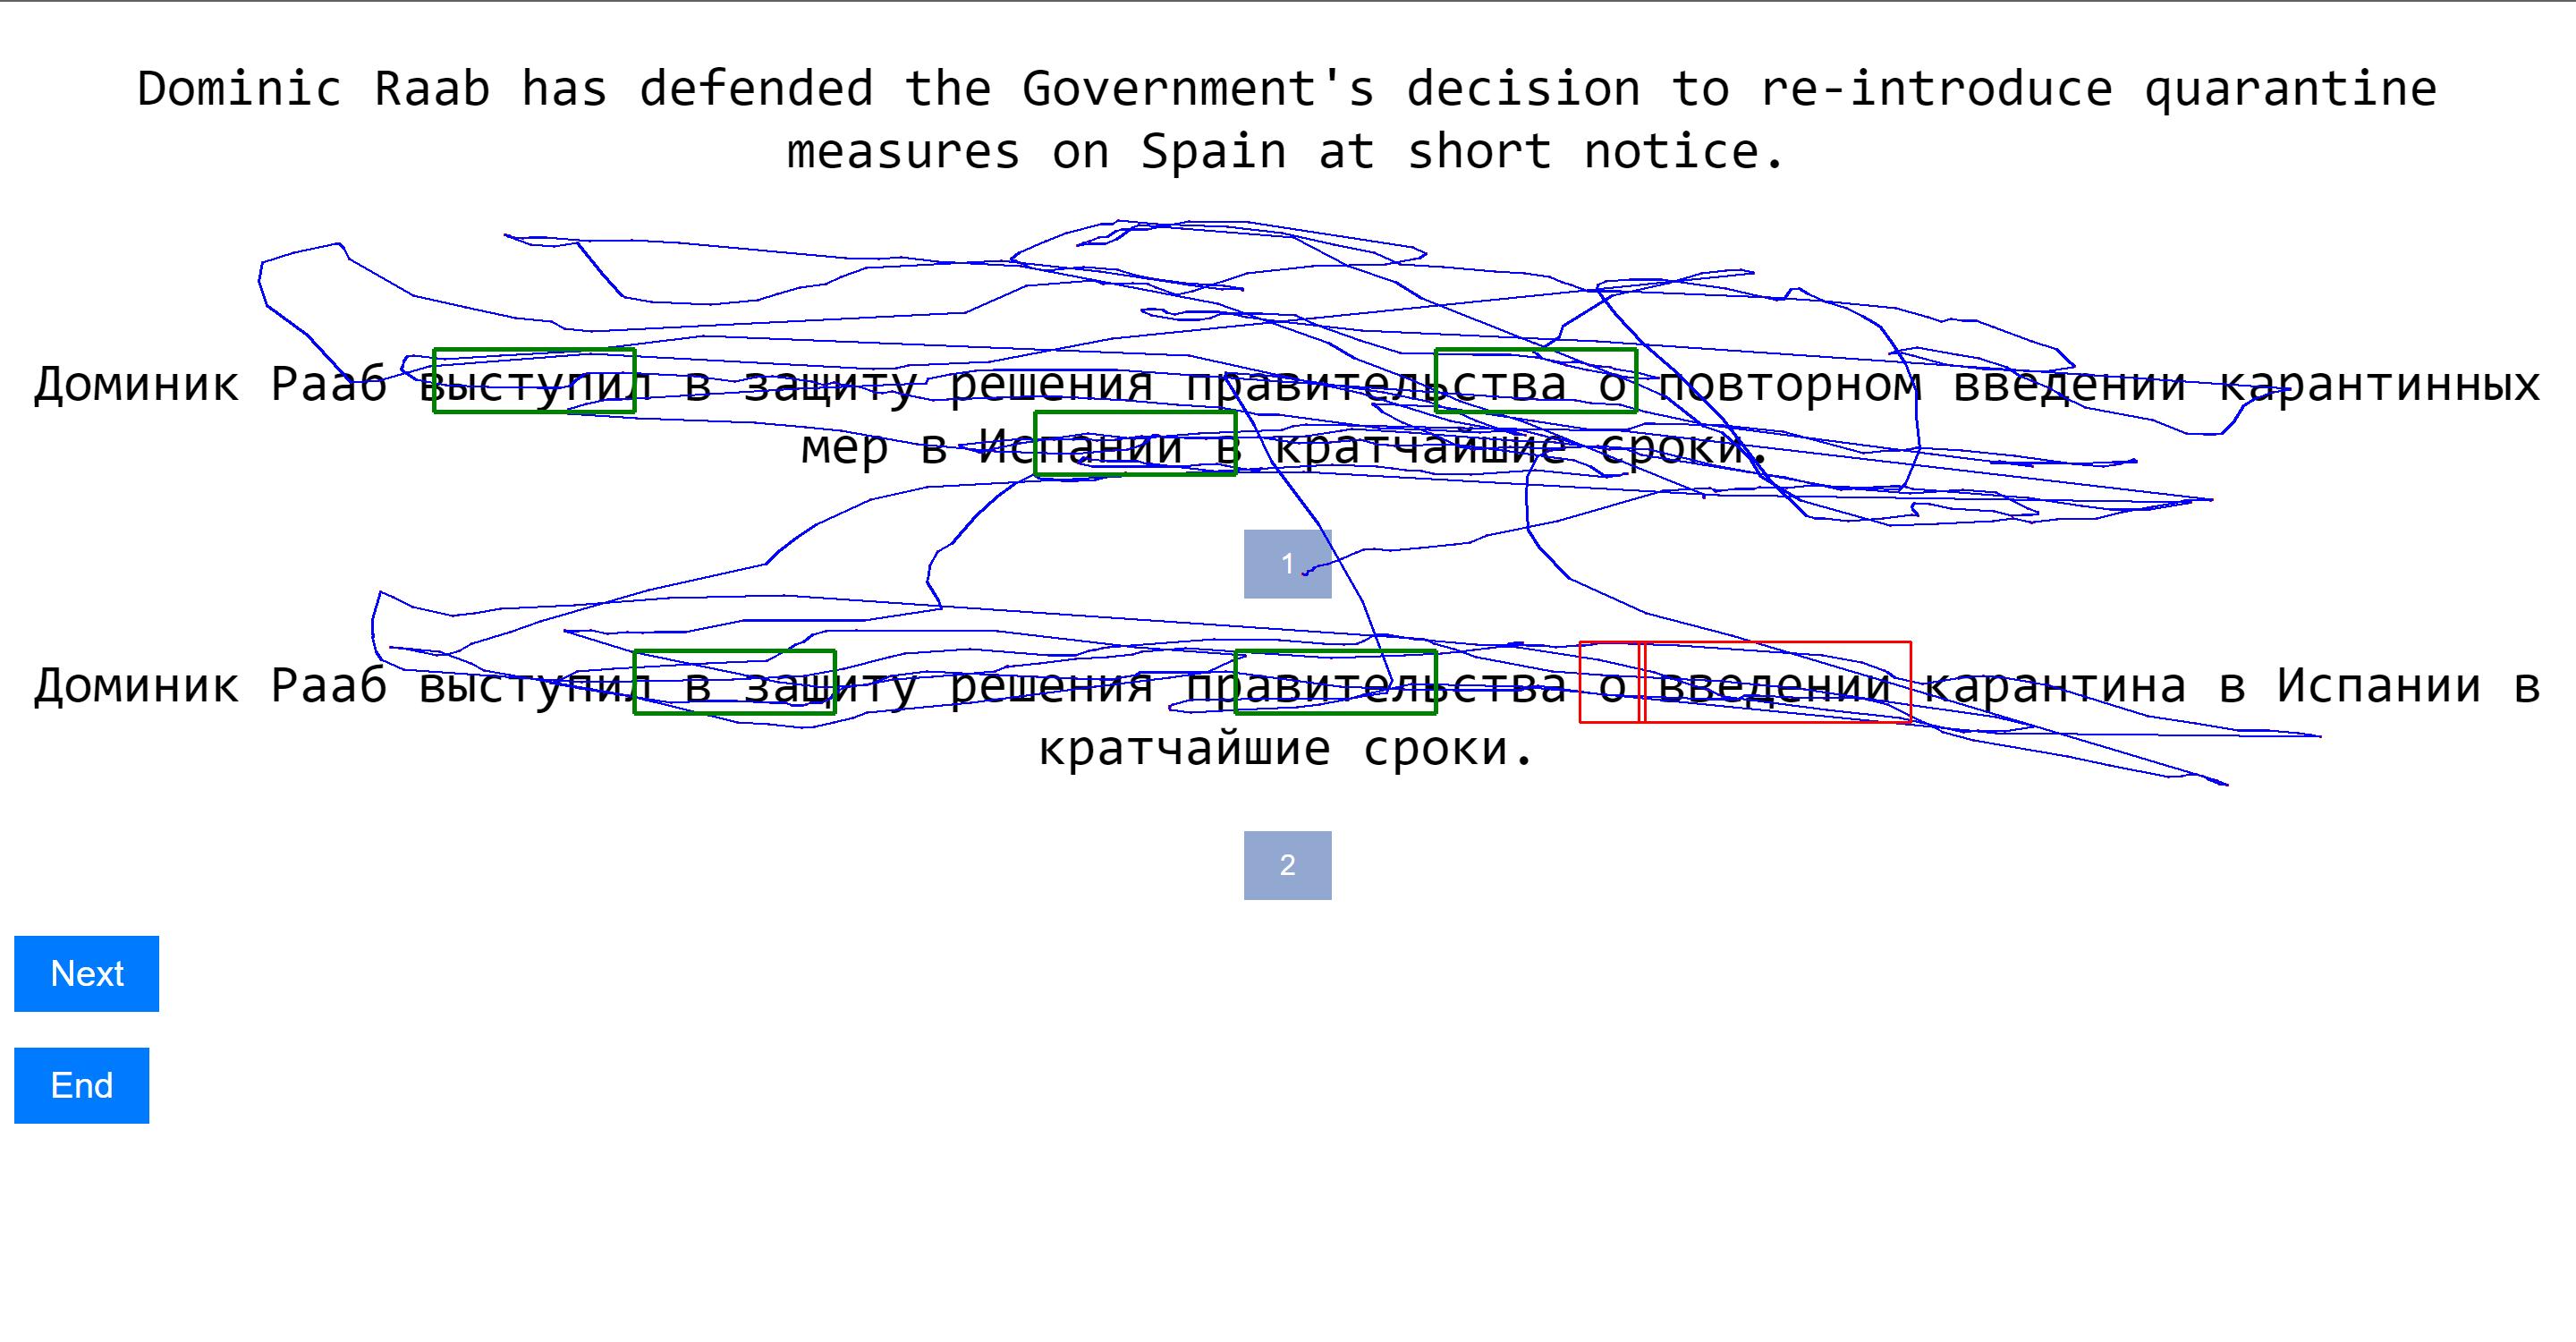 Dominic Raab has defended the Government's decision to re-introduce quarantine
measures on Spain at short notice.
Доминик Рааб выступил в защиту решения правительства о повторном введении карантинных
мер в Испании в кратчайшие сроки.
1
Доминик Рааб выступил в защиту решения правительства о введении карантина в Испании в
кратчайшие сроки.
2
Next
End